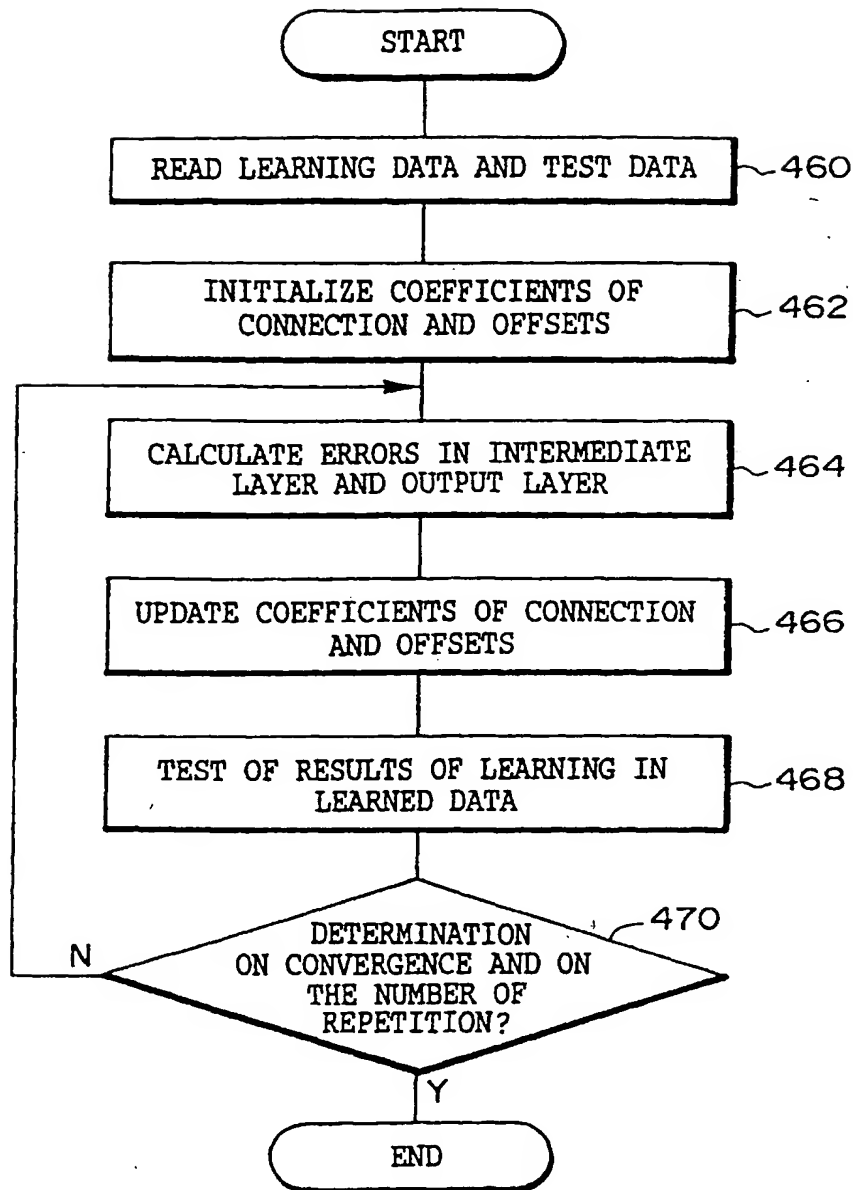 START
READ LEARNING DATA AND TEST DATA
460
INITIALIZE COEFFICIENTS OF
CONNECTION AND OFFSETS
462
CALCULATE ERRORS IN INTERMEDIATE
LAYER AND OUTPUT LAYER
464
UPDATE COEFFICIENTS OF CONNECTION
AND OFFSETS
466
TEST OF RESULTS OF LEARNING IN
LEARNED DATA
468
470
DETERMINATION
ON CONVERGENCE AND ON
THE NUMBER OF
REPETITION?
N
Y
END